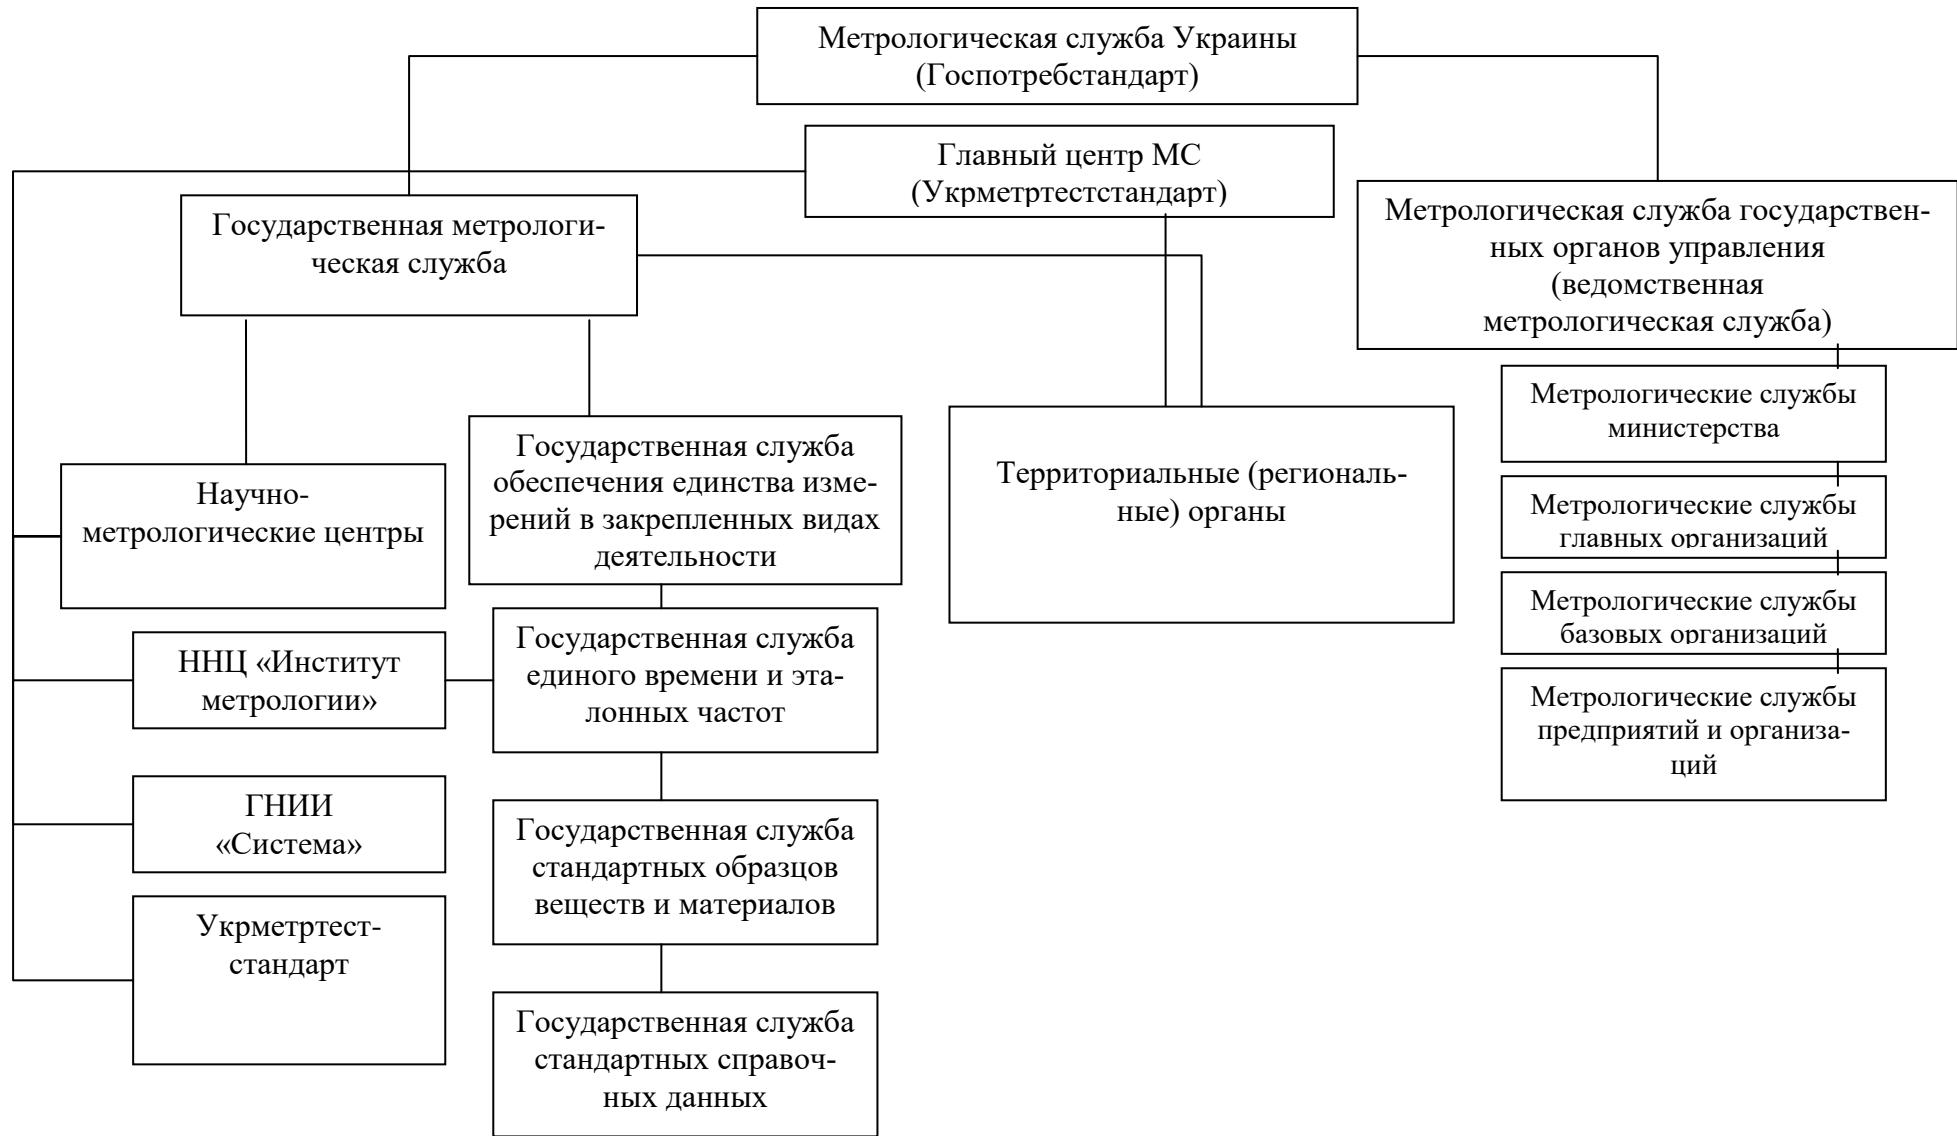 Метрологическая служба Украины
(Госпотребстандарт)
Главный центр МС
(Укрметртестстандарт)
Государственная метрологи-
ческая служба
Метрологическая служба государствен-
ных органов управления
(ведомственная
метрологическая служба)
Научно-
метрологические центры
ННЦ «Институт
метрологии»
ГНИИ
«Система»
Укрметртест-
стандарт
Государственная служба
обеспечения единства изме-
рений в закрепленных видах
деятельности
Государственная служба
единого времени и эта-
лонных частот
Государственная служба
стандартных образцов
веществ и материалов
Государственная служба
стандартных справоч-
ных данных
Территориальные (региональ-
ные) органы
Метрологические службы
министерства
Метрологические службы
главных организаций
Метрологические службы
базовых организаций
Метрологические службы
предприятий и организа-
ций